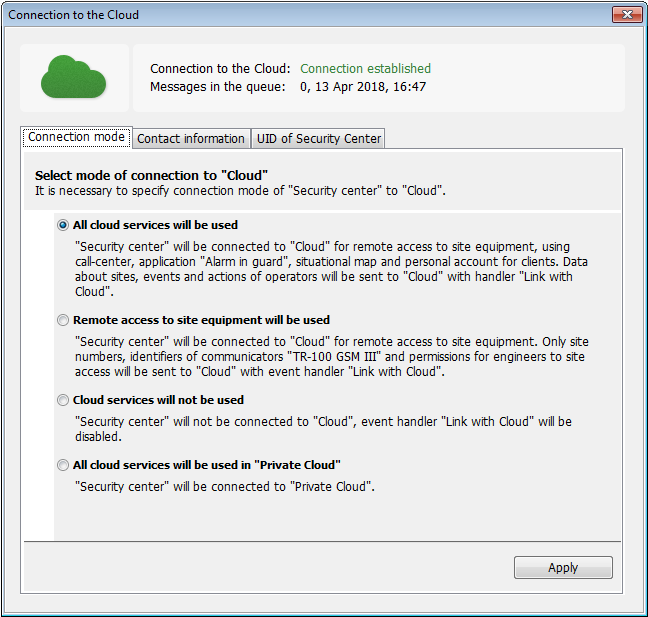 Connection to the Cloud
Connection to the Cloud: Connection established
Messages in the queue: 0, 13 Apr 2018, 16:47
Connection mode Contact information UID of Security Center
Select mode of connection to "Cloud"
It is necessary to specify connection mode of "Security center" to "Cloud".
All cloud services will be used
"Security center" will be connected to "Cloud" for remote access to site equipment, using
call-center, application "Alarm in guard", situational map and personal account for clients. Data
about sites, events and actions of operators will be sent to "Cloud" with handler "Link with
Cloud".
Remote access to site equipment will be used
"Security center" will be connected to "Cloud" for remote access to site equipment. Only site
numbers, identifiers of communicators "TR-100 GSM III" and permissions for engineers to site
access will be sent to "Cloud" with event handler "Link with Cloud".
Cloud services will not be used
"Security center" will not be connected to "Cloud", event handler "Link with Cloud" will be
disabled.
All cloud services will be used in "Private Cloud"
"Security center" will be connected to "Private Cloud".
Apply